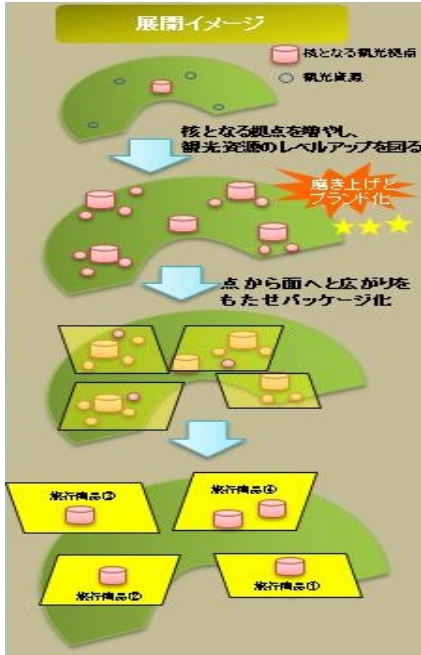 展開イメージ
核となる観光拠点
観光資源
核となる拠点を増やし、
観光資源のレベルアップを図る
磨き上げと
ブランド化
点から面へと広がりを
もたせパッケージ化
旅行商品③
旅行商品④
旅行商品②
旅行商品①